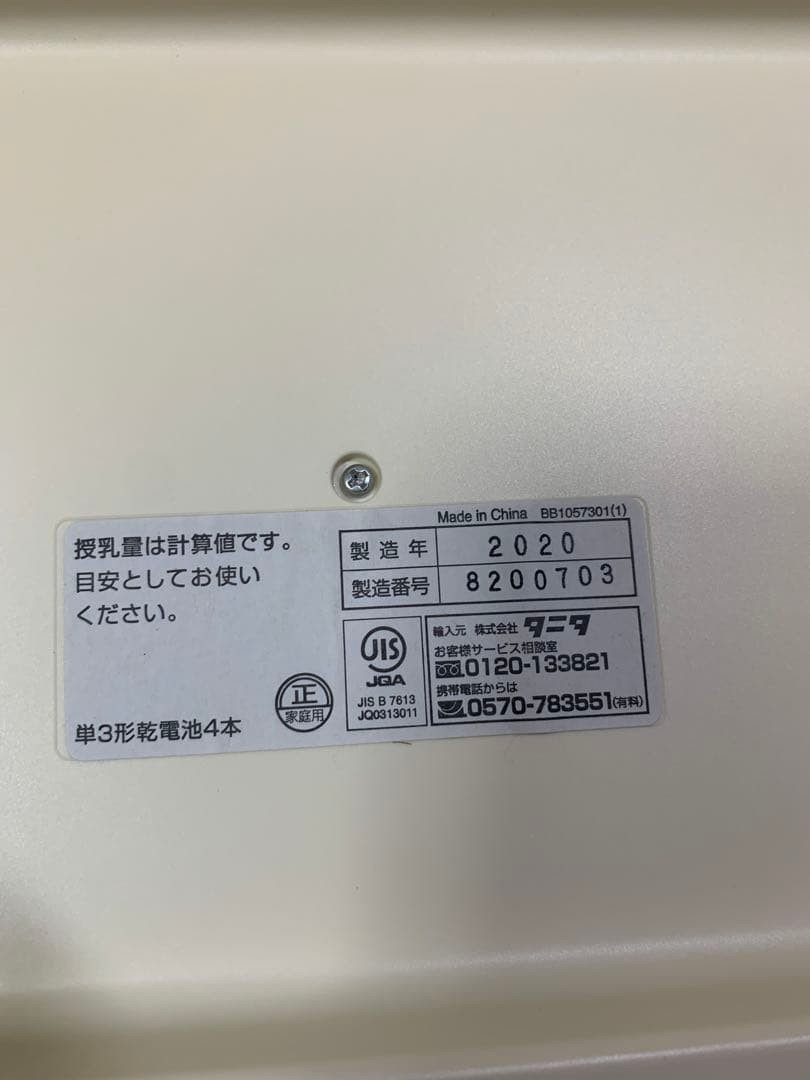 Made in China BB1057301(1)
授乳量は計算値です。
目安としてお使い
ください。
単3形乾電池4本
正
家庭用
製造年 2020
製造番号 8200703
JIS
JQA
JIS B 7613
JQ0313011
輸入元 株式会社 タニタ
お客様サービス相談室
0120-133821
携帯電話からは
0570-783551(有料)